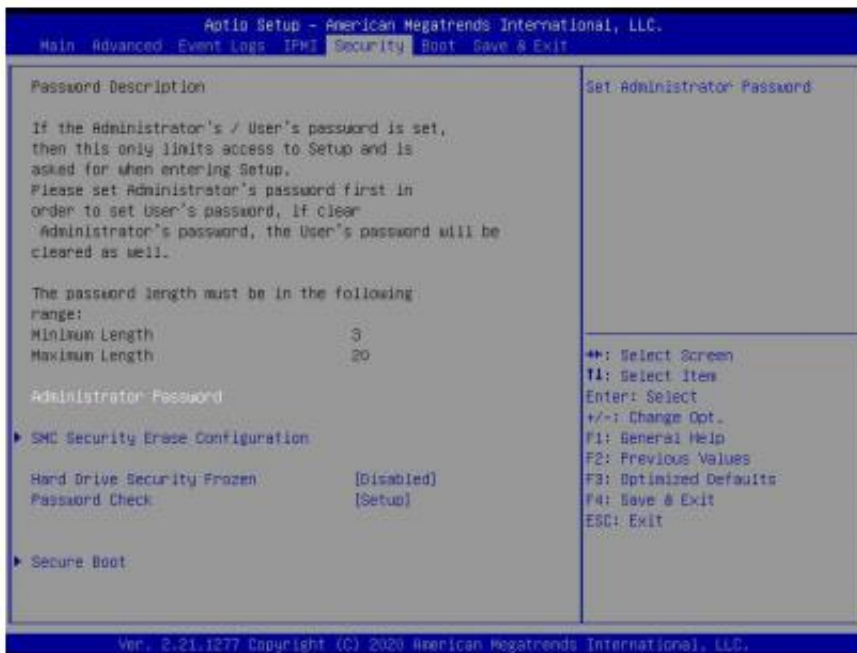 Aptio Setup - American Megatrends International, LLC.
Main Advanced Event Logs IPMI Security Boot Save & Exit
Password Description
If the Administrator's / User's password is set,
then this only limits access to Setup and is
asked for when entering Setup.
Please set Administrator's password first in
order to set User's password, if clear
Administrator's password, the User's password will be
cleared as well.
The password length must be in the following
range:
Minimum Length 3
Maximum Length 20
Administrator Password
SMC Security Erase Configuration
Hard Drive Security Frozen [Disabled]
Password Check [Setup]
Secure Boot
Set Administrator Password
→←: Select Screen
↑↓: Select Item
Enter: Select
+/-: Change Opt.
F1: General Help
F2: Previous Values
F3: Optimized Defaults
F4: Save & Exit
ESC: Exit
Ver. 2.21.1277 Copyright (C) 2020 American Megatrends International, LLC.